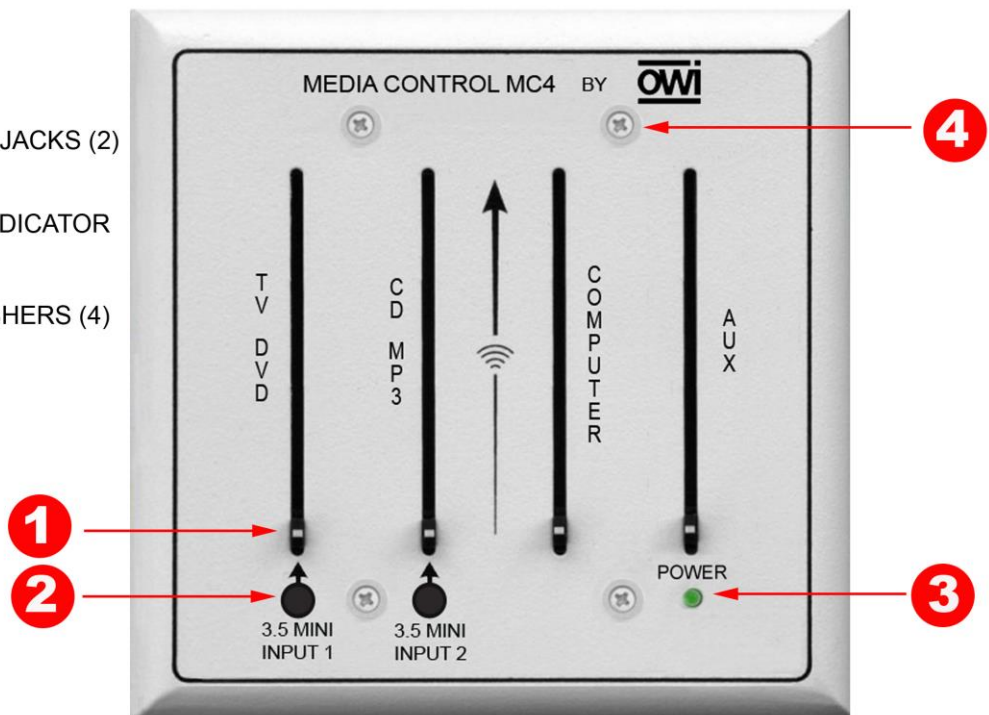 MEDIA CONTROL MC4 BY OWI
4
JACKS (2)
DICATOR
HERS (4)
TV DVD
CD MP3
COMPUTER
AUX
1
POWER
2
3
3.5 MINI INPUT 1
3.5 MINI INPUT 2